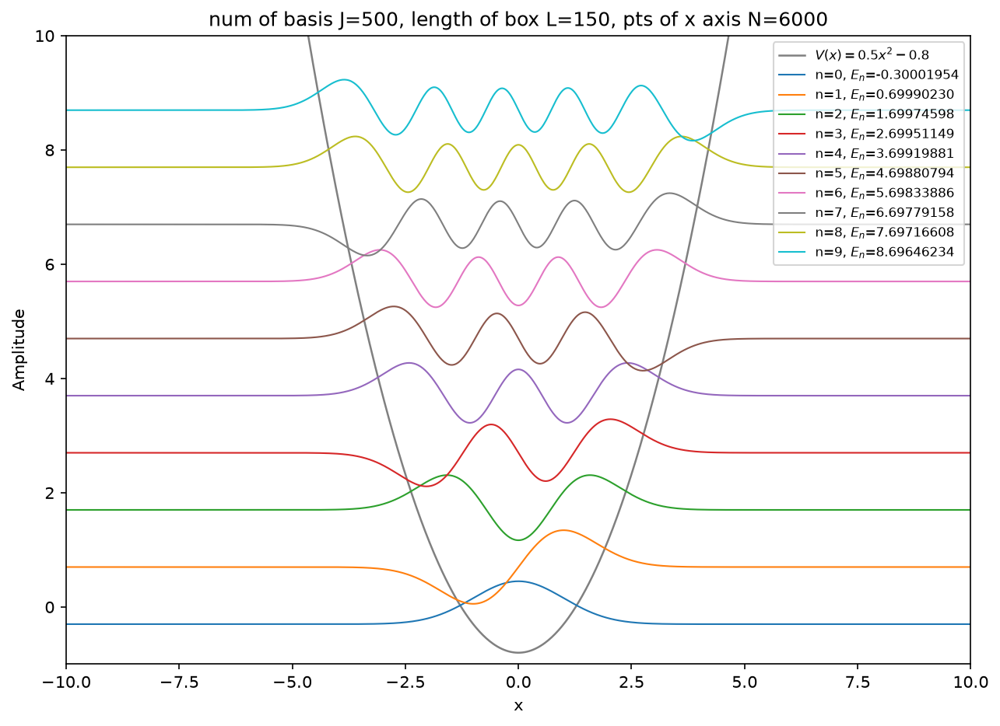 num of basis J=500, length of box L=150, pts of x axis N=6000
10
8
6
4
2
0
Amplitude
V(x) = 0.5x² − 0.8
n=0, Eₙ=-0.30001954
n=1, Eₙ=0.69990230
n=2, Eₙ=1.69974598
n=3, Eₙ=2.69951149
n=4, Eₙ=3.69919881
n=5, Eₙ=4.69880794
n=6, Eₙ=5.69833886
n=7, Eₙ=6.69779158
n=8, Eₙ=7.69716608
n=9, Eₙ=8.69646234
−10.0 −7.5 −5.0 −2.5 0.0 2.5 5.0 7.5 10.0
x